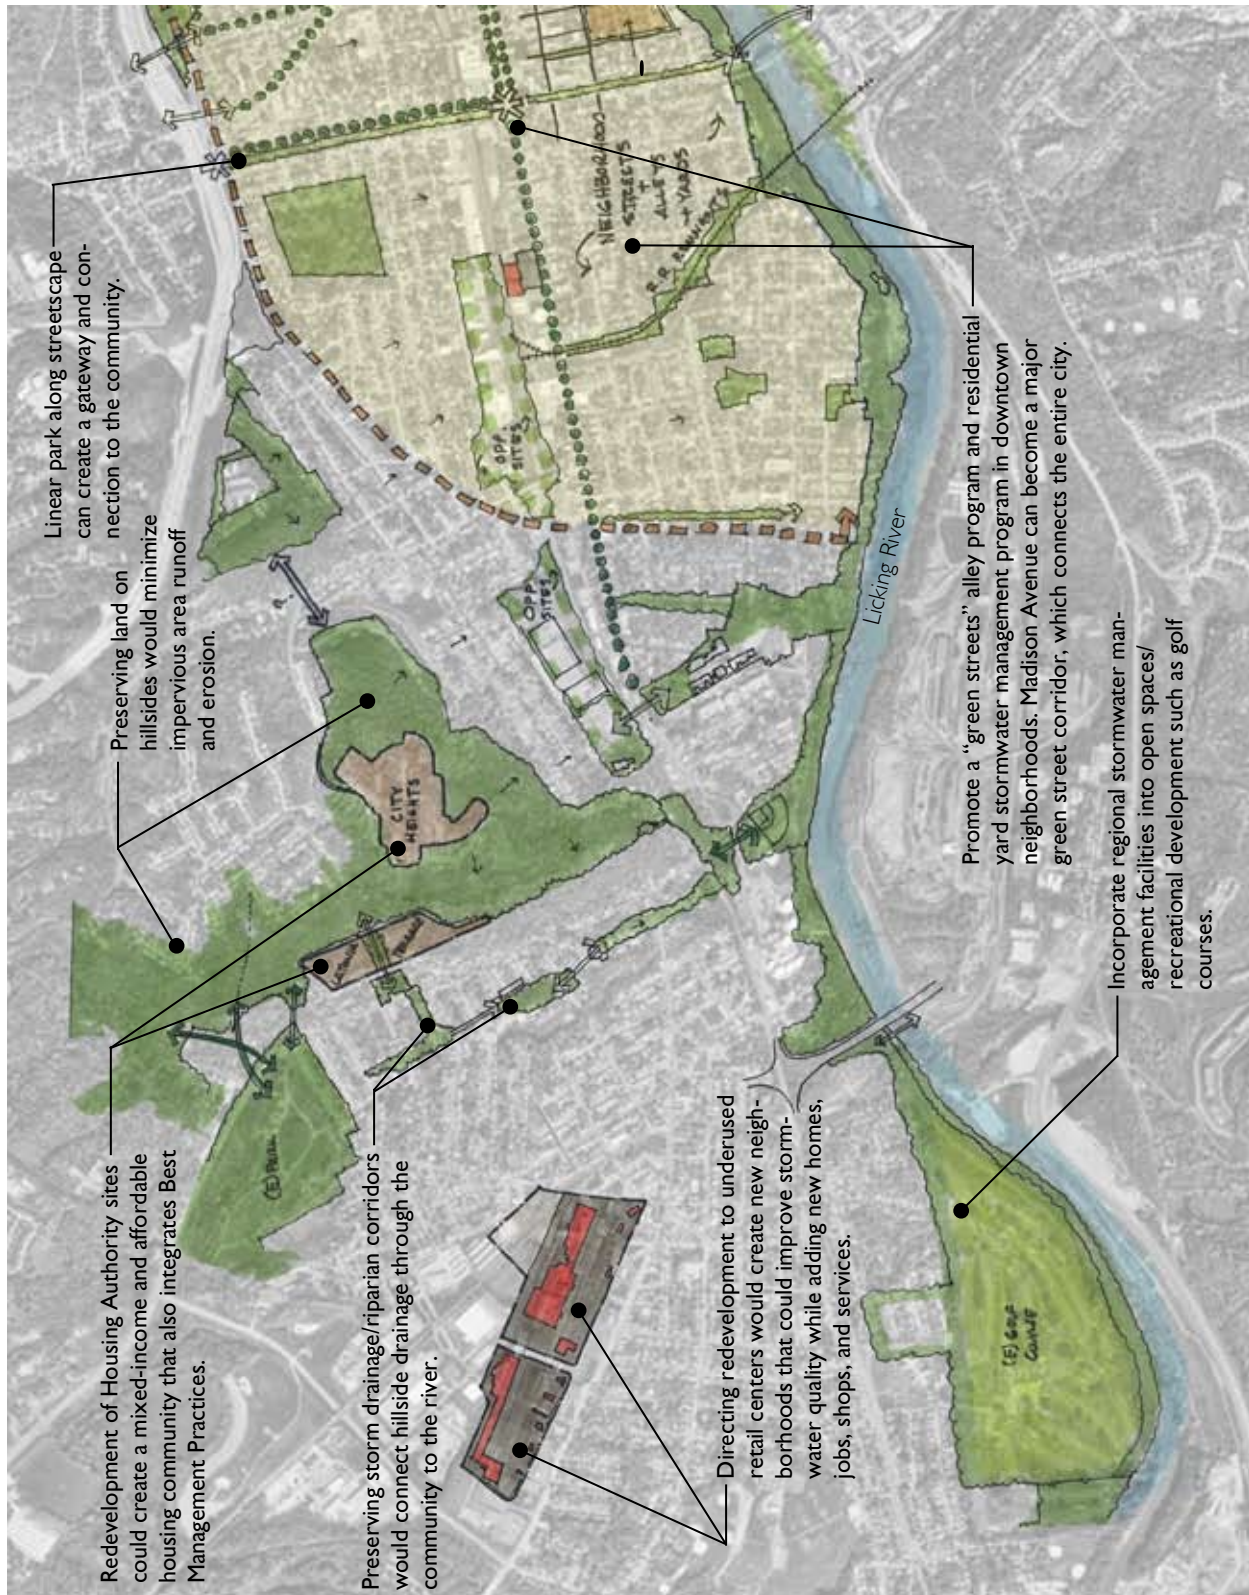 Redevelopment of Housing Authority sites
could create a mixed-income and affordable
housing community that also integrates Best
Management Practices.
Preserving land on
hillsides would minimize
impervious area runoff
and erosion.
Linear park along streetscape
can create a gateway and con-
nection to the community.
(E) PARK
CITY
HEIGHTS
Preserving storm drainage/riparian corridors
would connect hillside drainage through the
community to the river.
OPP.
SITES
OPP.
SITES
NEIGHBORHOOD
STREETS
+
ALLEYS
+ YARDS
R.R. REMNANTS
Directing redevelopment to underused
retail centers would create new neigh-
borhoods that could improve storm-
water quality while adding new homes,
jobs, shops, and services.
Licking River
Promote a “green streets” alley program and residential
yard stormwater management program in downtown
neighborhoods. Madison Avenue can become a major
green street corridor, which connects the entire city.
(E) GOLF
COURSE
Incorporate regional stormwater man-
agement facilities into open spaces/
recreational development such as golf
courses.